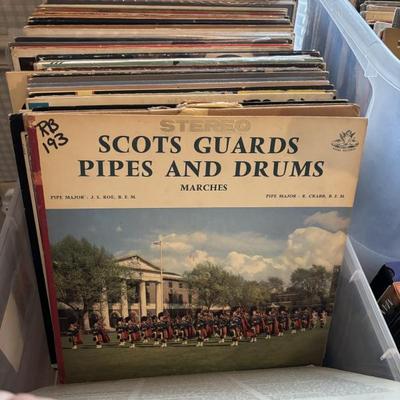 RB
193
STEREO
SCOTS GUARDS
PIPES AND DRUMS
MARCHES
PIPE MAJOR - J. S. ROE, B.E.M.
PIPE MAJOR - R. CRABB, B.E.M.